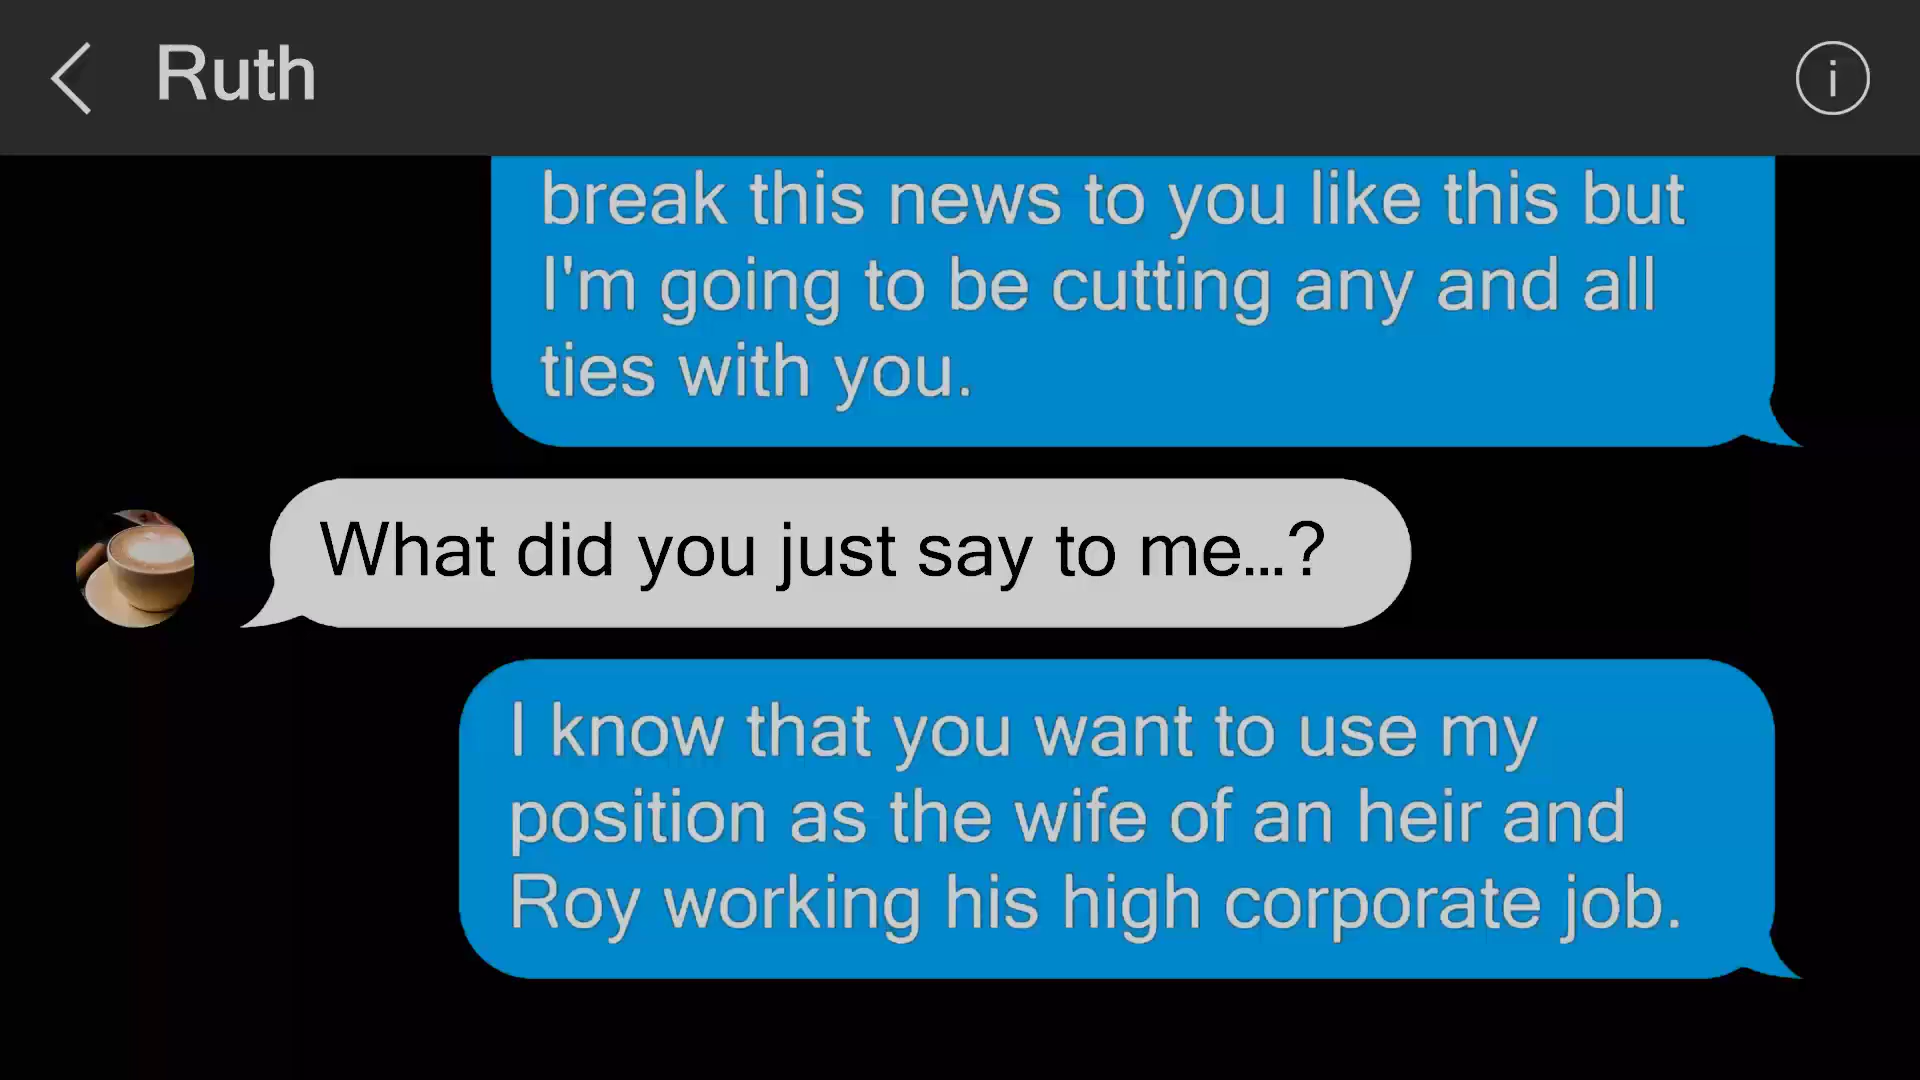 Ruth
break this news to you like this but
I'm going to be cutting any and all
ties with you.
What did you just say to me...?
I know that you want to use my
position as the wife of an heir and
Roy working his high corporate job.